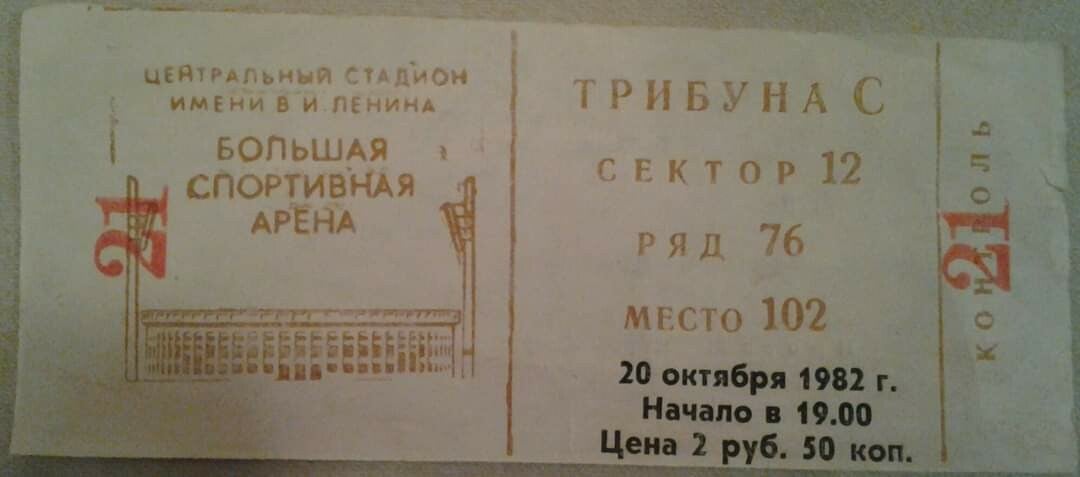 ЦЕНТРАЛЬНЫЙ СТАДИОН
ИМЕНИ В.И.ЛЕНИНА
БОЛЬШАЯ
СПОРТИВНАЯ
АРЕНА
21
ТРИБУНА С
СЕКТОР 12
РЯД 76
МЕСТО 102
20 октября 1982 г.
Начало в 19.00
Цена 2 руб. 50 коп.
КОНТРОЛЬ
21